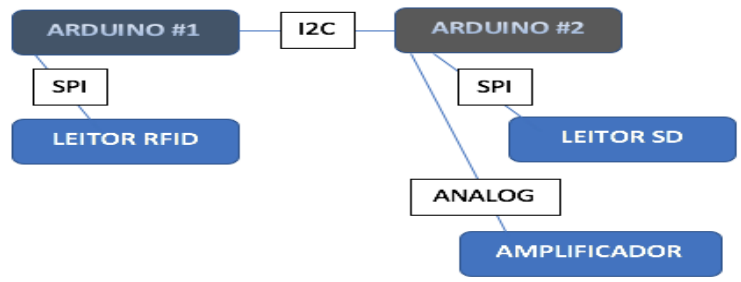 ARDUINO #1
I2C
ARDUINO #2
SPI
SPI
LEITOR RFID
LEITOR SD
ANALOG
AMPLIFICADOR